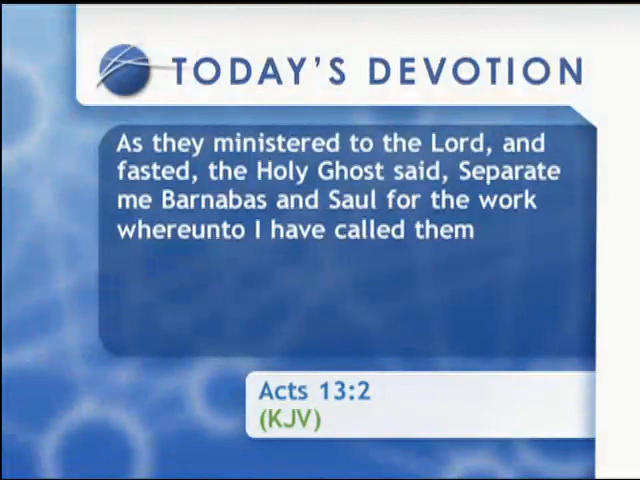 TODAY'S DEVOTION
As they ministered to the Lord, and
fasted, the Holy Ghost said, Separate
me Barnabas and Saul for the work
whereunto I have called them
Acts 13:2
(KJV)